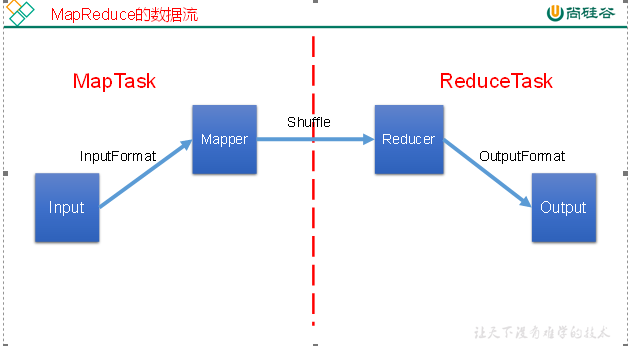 MapReduce的数据流
尚硅谷
MapTask
ReduceTask
Mapper
Shuffle
Reducer
InputFormat
OutputFormat
Input
Output
让天下没有难学的技术